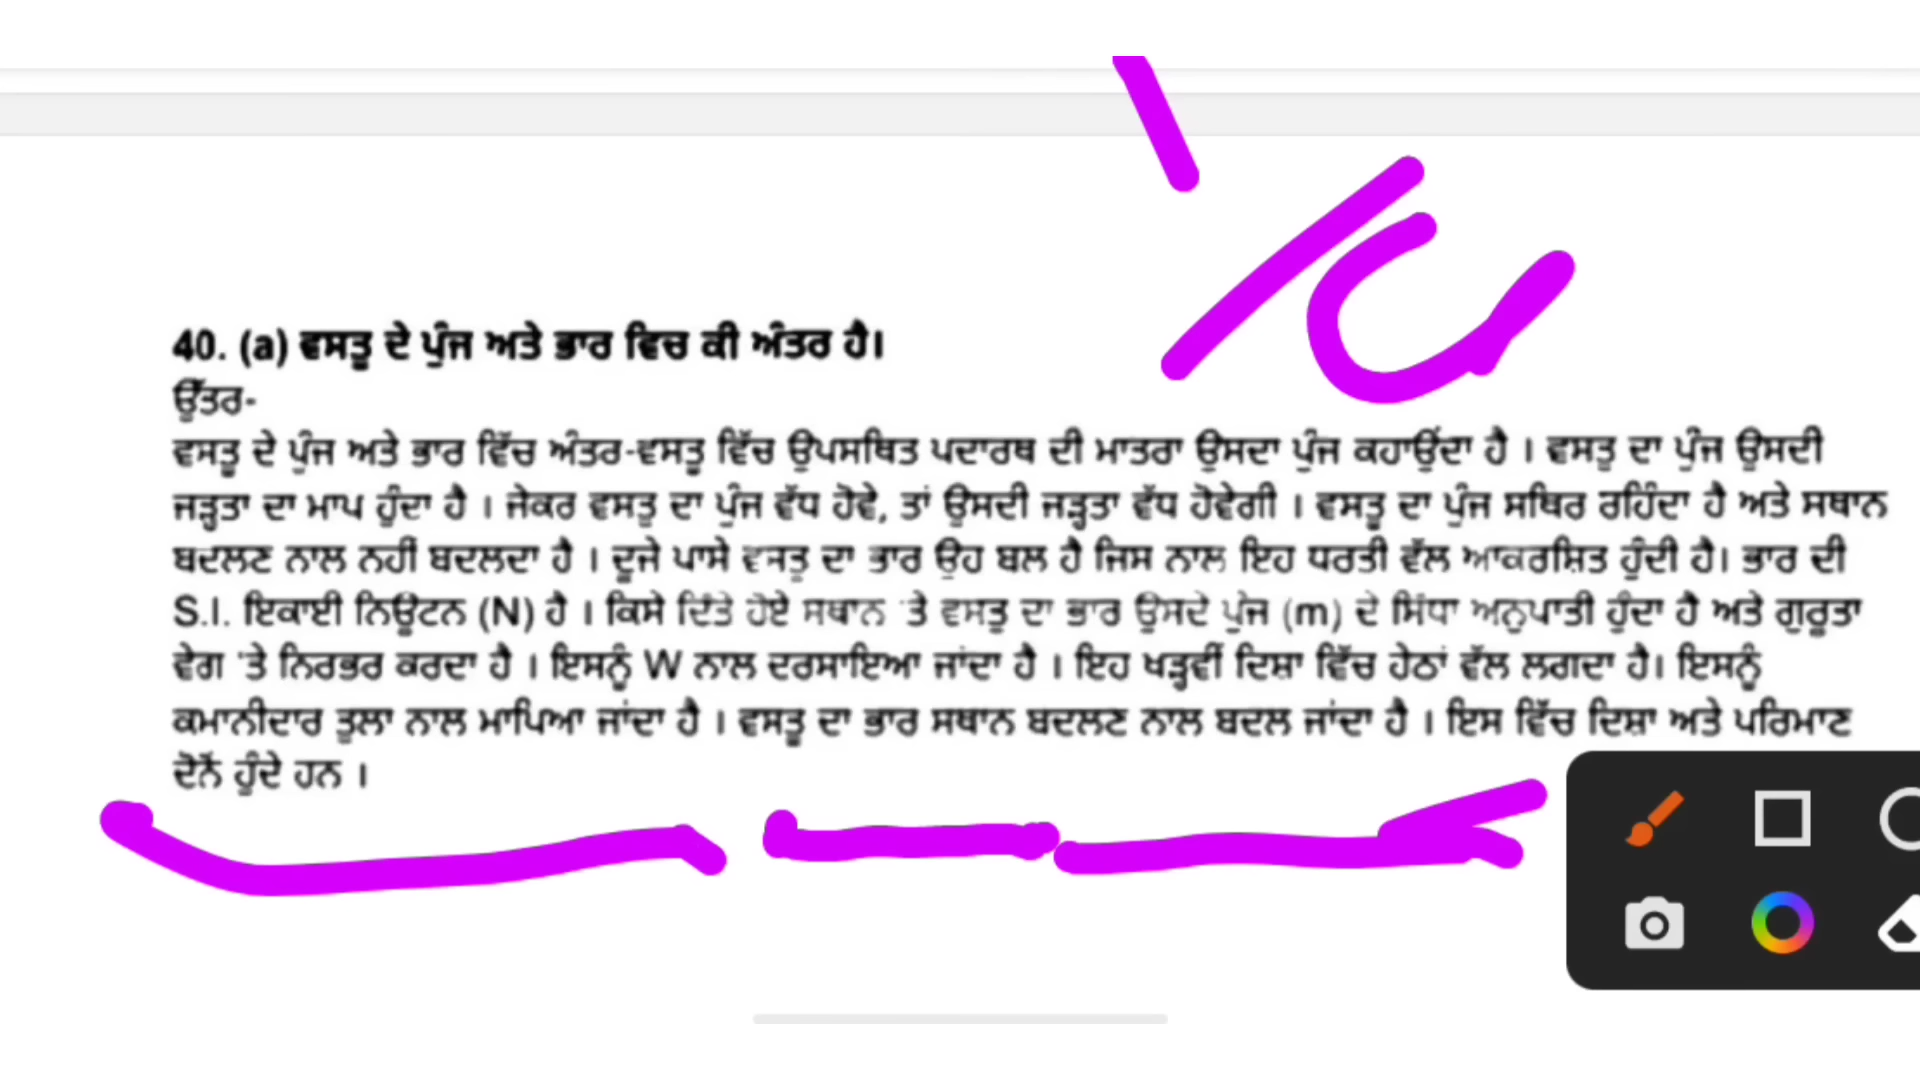 40. (a) ਵਸਤੂ ਦੇ ਪੁੰਜ ਅਤੇ ਭਾਰ ਵਿਚ ਕੀ ਅੰਤਰ ਹੈ।
ਉੱਤਰ-
ਵਸਤੂ ਦੇ ਪੁੰਜ ਅਤੇ ਭਾਰ ਵਿੱਚ ਅੰਤਰ-ਵਸਤੂ ਵਿੱਚ ਉਪਸਥਿਤ ਪਦਾਰਥ ਦੀ ਮਾਤਰਾ ਉਸਦਾ ਪੁੰਜ ਕਹਾਉਂਦਾ ਹੈ । ਵਸਤੁ ਦਾ ਪੁੰਜ ਉਸਦੀ
ਜੜ੍ਹਤਾ ਦਾ ਮਾਪ ਹੁੰਦਾ ਹੈ । ਜੇਕਰ ਵਸਤੁ ਦਾ ਪੁੰਜ ਵੱਧ ਹੋਵੇ, ਤਾਂ ਉਸਦੀ ਜੜ੍ਹਤਾ ਵੱਧ ਹੋਵੇਗੀ । ਵਸਤੂ ਦਾ ਪੁੰਜ ਸਥਿਰ ਰਹਿੰਦਾ ਹੈ ਅਤੇ ਸਥਾਨ
ਬਦਲਣ ਨਾਲ ਨਹੀਂ ਬਦਲਦਾ ਹੈ । ਦੂਜੇ ਪਾਸੇ ਵਸਤੁ ਦਾ ਭਾਰ ਉਹ ਬਲ ਹੈ ਜਿਸ ਨਾਲ ਇਹ ਧਰਤੀ ਵੱਲ ਆਕਰਸ਼ਿਤ ਹੁੰਦੀ ਹੈ। ਭਾਰ ਦੀ
S.I. ਇਕਾਈ ਨਿਊਟਨ (N) ਹੈ । ਕਿਸੇ ਦਿੱਤੇ ਹੋਏ ਸਥਾਨ 'ਤੇ ਵਸਤੁ ਦਾ ਭਾਰ ਉਸਦੇ ਪੁੰਜ (m) ਦੇ ਸਿੱਧਾ ਅਨੁਪਾਤੀ ਹੁੰਦਾ ਹੈ ਅਤੇ ਗੁਰੂਤਾ
ਵੇਗ 'ਤੇ ਨਿਰਭਰ ਕਰਦਾ ਹੈ । ਇਸਨੂੰ W ਨਾਲ ਦਰਸਾਇਆ ਜਾਂਦਾ ਹੈ । ਇਹ ਖੜ੍ਹਵੀਂ ਦਿਸ਼ਾ ਵਿੱਚ ਹੇਠਾਂ ਵੱਲ ਲਗਦਾ ਹੈ। ਇਸਨੂੰ
ਕਮਾਨੀਦਾਰ ਤੁਲਾ ਨਾਲ ਮਾਪਿਆ ਜਾਂਦਾ ਹੈ । ਵਸਤੂ ਦਾ ਭਾਰ ਸਥਾਨ ਬਦਲਣ ਨਾਲ ਬਦਲ ਜਾਂਦਾ ਹੈ । ਇਸ ਵਿੱਚ ਦਿਸ਼ਾ ਅਤੇ ਪਰਿਮਾਣ
ਦੋਨੋਂ ਹੁੰਦੇ ਹਨ ।